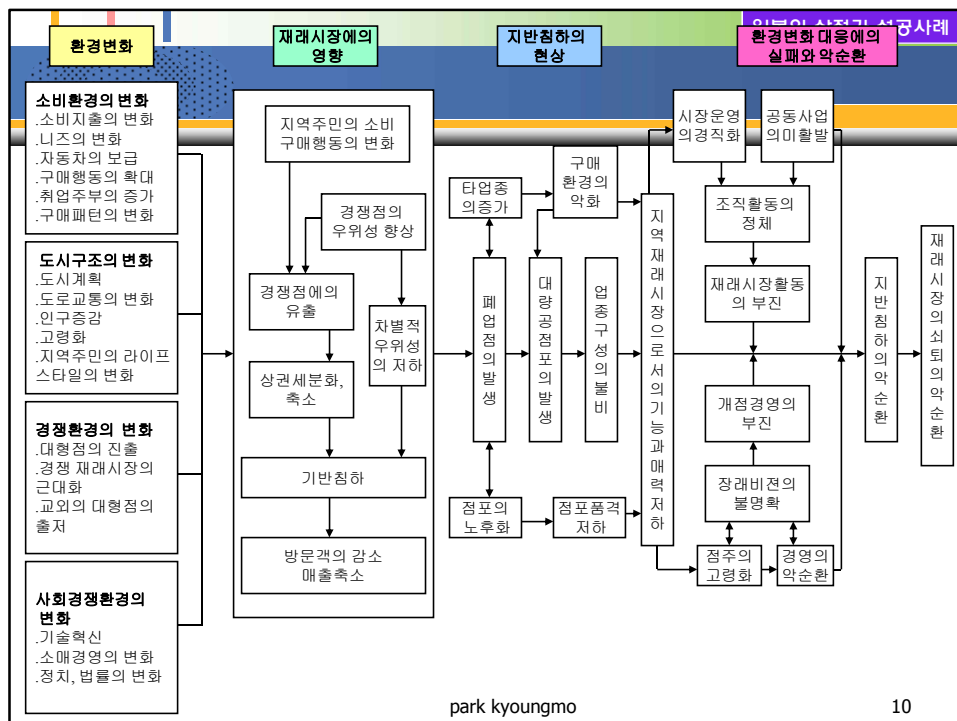 성공사례
환경변화
재래시장에의
영향
지반침하의
현상
환경변화 대응에의
실패와 악순환
소비환경의 변화
.소비지출의 변화
.니즈의 변화
.자동차의 보급
.구매행동의 확대
.취업주부의 증가
.구매패턴의 변화
도시구조의 변화
.도시계획
.도로교통의 변화
.인구증감
.고령화
.지역주민의 라이프
스타일의 변화
경쟁환경의 변화
.대형점의 진출
.경쟁 재래시장의
근대화
.교외의 대형점의
출저
사회경쟁환경의
변화
.기술혁신
.소매경영의 변화
.정치, 법률의 변화
지역주민의 소비
구매행동의 변화
경쟁점의
우위성 향상
경쟁점에의
유출
차별적
우위성
의 저하
상권세분화,
축소
기반침하
방문객의 감소
매출축소
타업종
의증가
구매
환경의
악화
폐업점의발생
대량공점포의발생
업종구성의불비
점포의
노후화
점포품격
저하
지역재래시장으로서의기능과매력저하
시장운영
의경직화
공동사업
의미활발
조직활동의
정체
재래시장활동
의 부진
개점경영의
부진
장래비젼의
불명확
점주의
고령화
경영의
악순환
지반침하의악순환
재래시장의쇠퇴의악순환
park kyoungmo
10